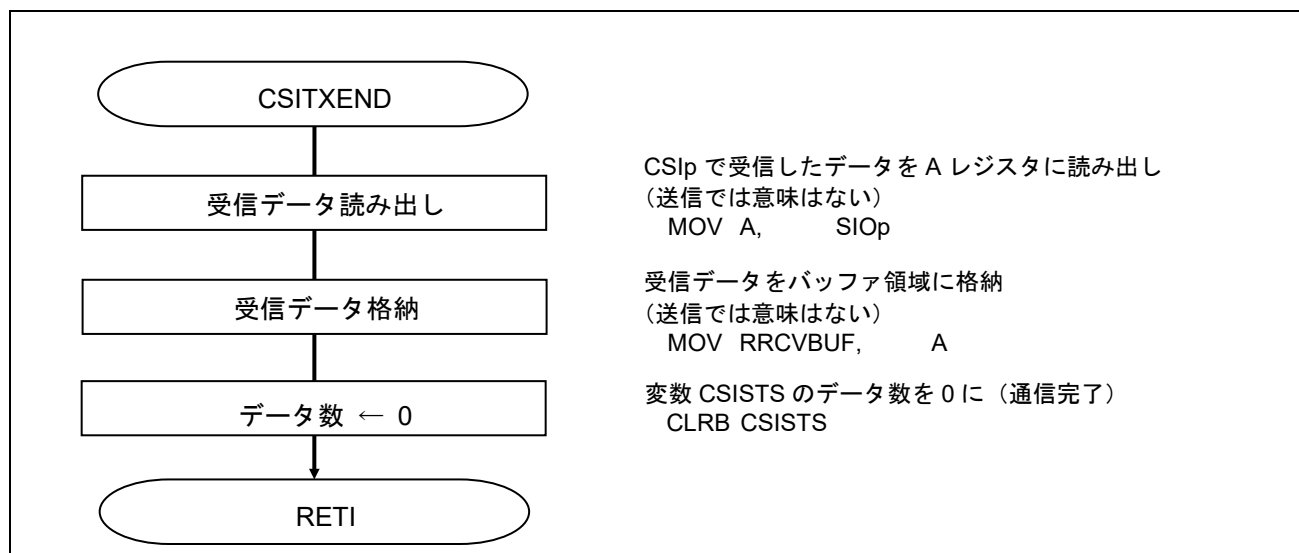 CSITXEND
受信データ読み出し
CSIp で受信したデータを A レジスタに読み出し
（送信では意味はない）
MOV A, SIOp
受信データ格納
受信データをバッファ領域に格納
（送信では意味はない）
MOV RRCVBUF, A
データ数 ← 0
変数 CSISTS のデータ数を 0 に（通信完了）
CLRB CSISTS
RETI